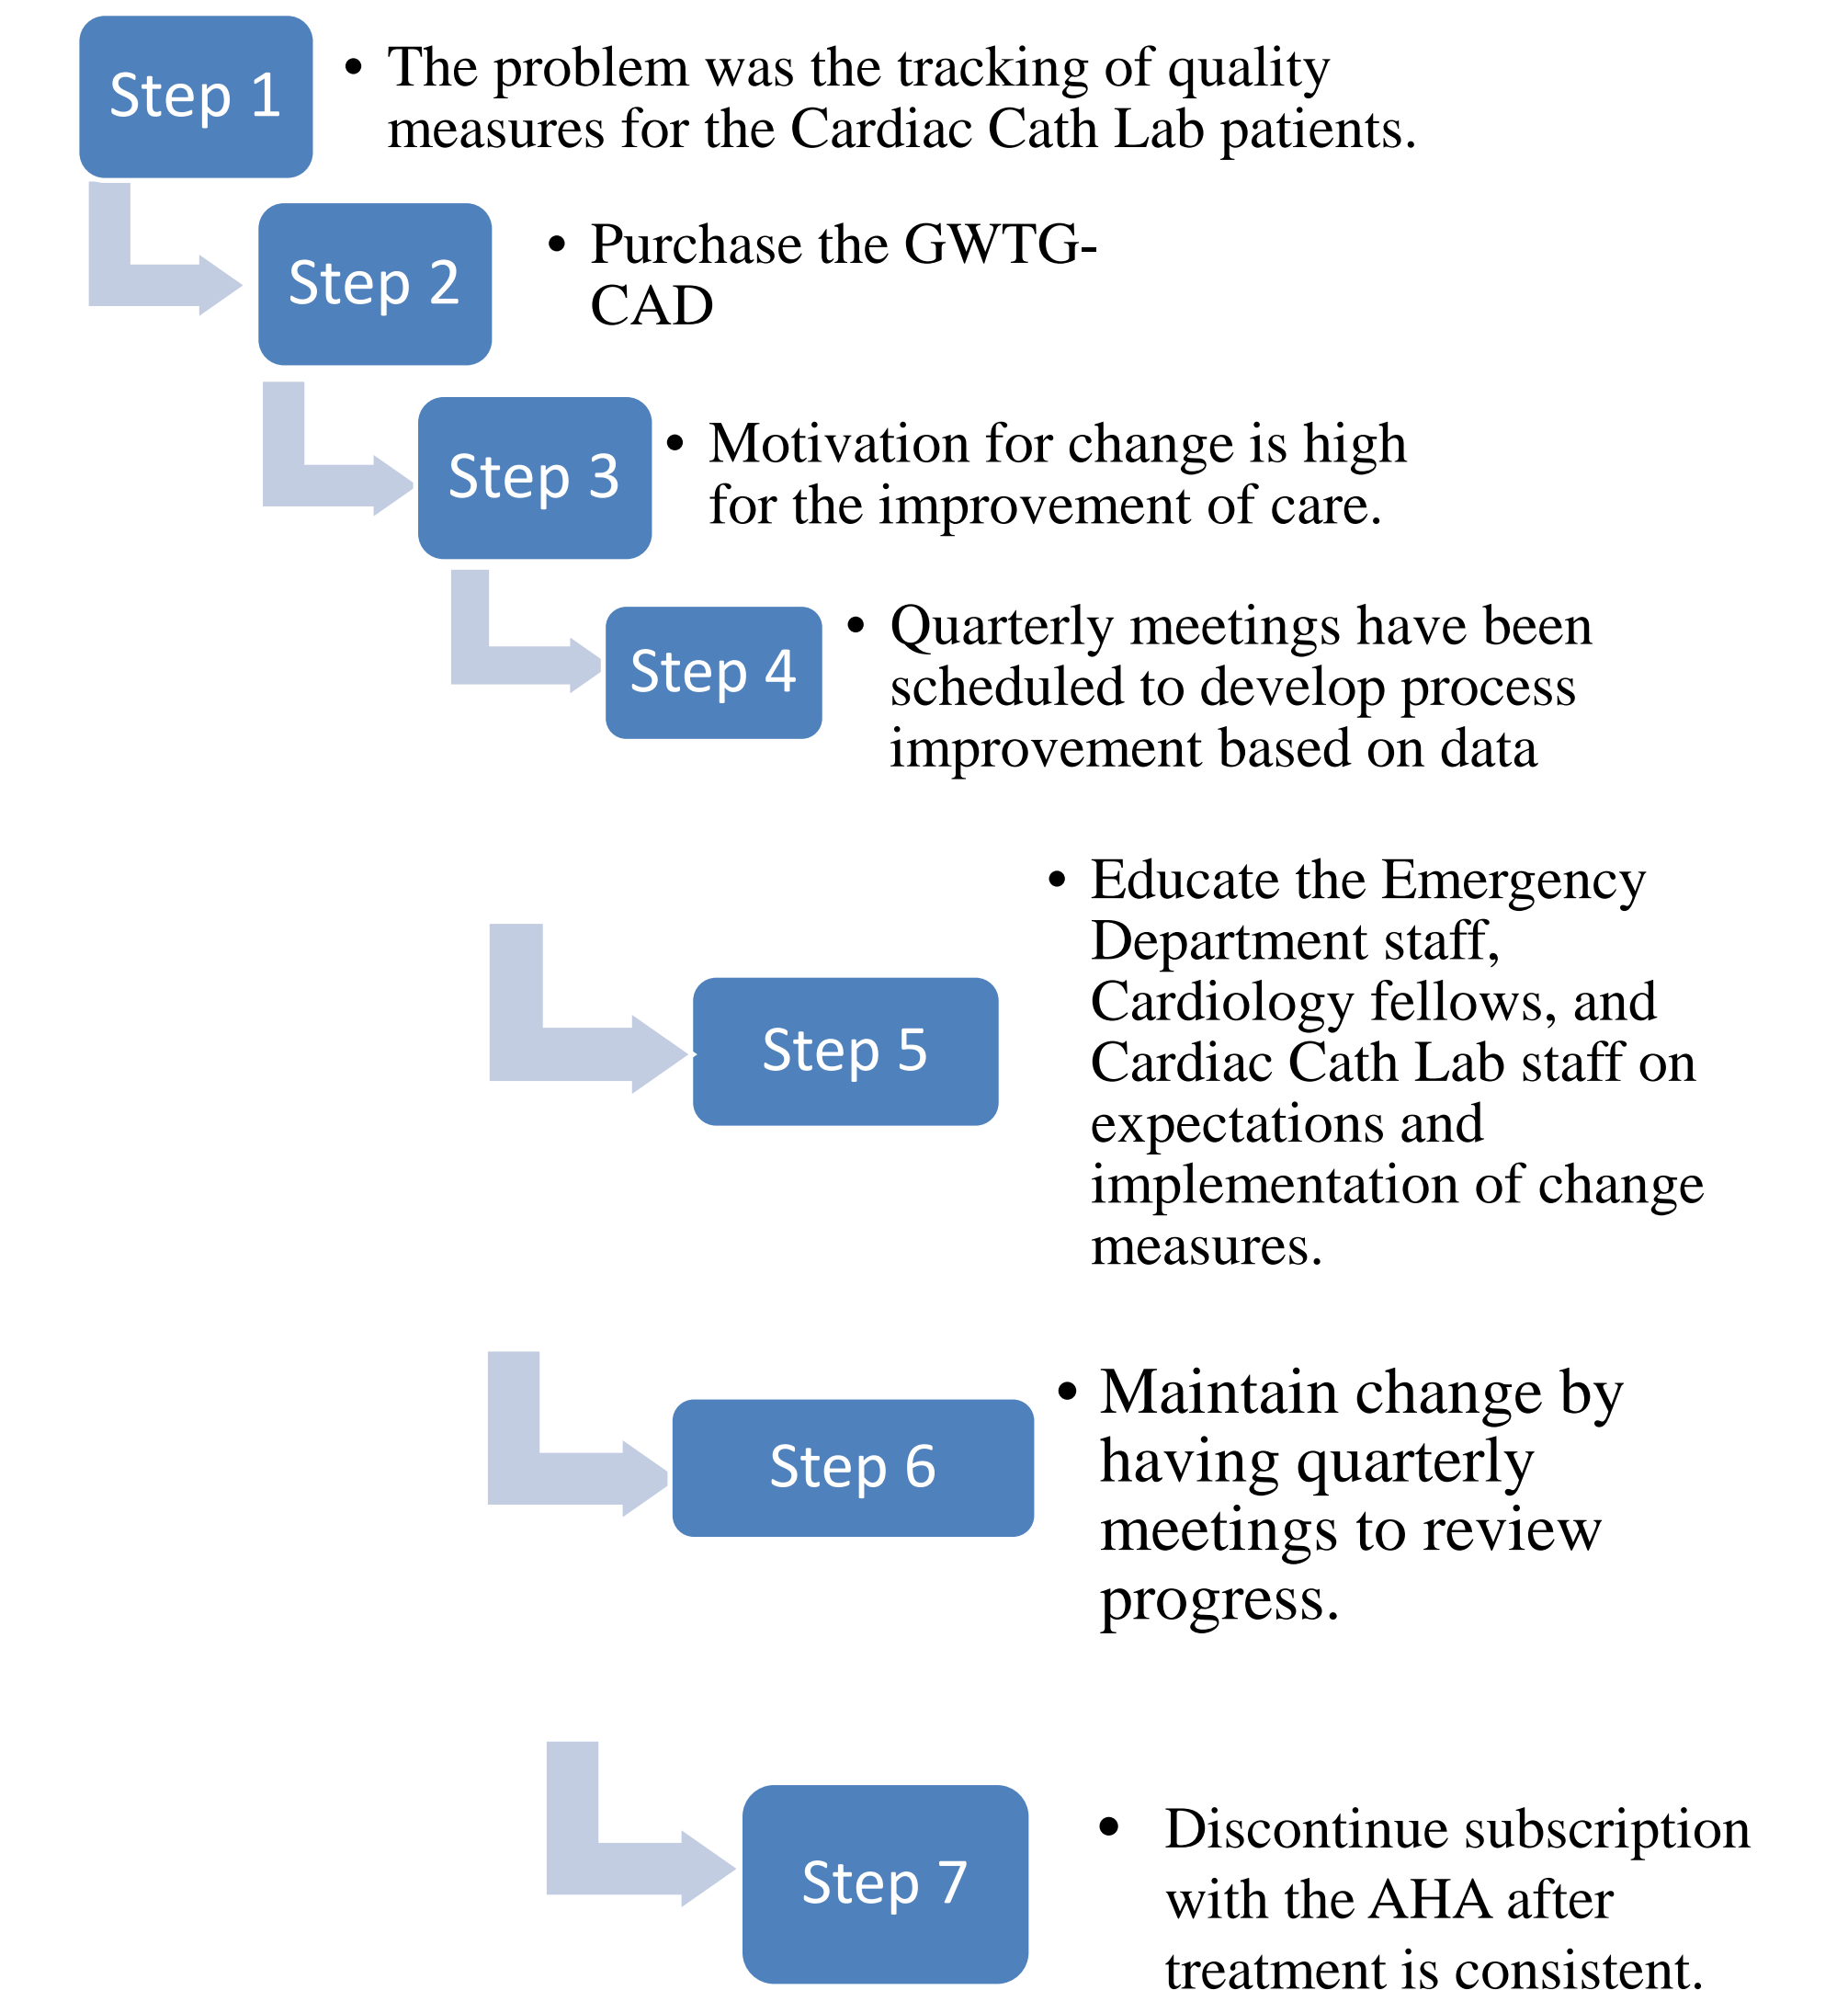 Step 1
• The problem was the tracking of quality
measures for the Cardiac Cath Lab patients.
Step 2
• Purchase the GWTG-
CAD
Step 3
• Motivation for change is high
for the improvement of care.
Step 4
• Quarterly meetings have been
scheduled to develop process
improvement based on data
Step 5
• Educate the Emergency
Department staff,
Cardiology fellows, and
Cardiac Cath Lab staff on
expectations and
implementation of change
measures.
Step 6
• Maintain change by
having quarterly
meetings to review
progress.
Step 7
• Discontinue subscription
with the AHA after
treatment is consistent.